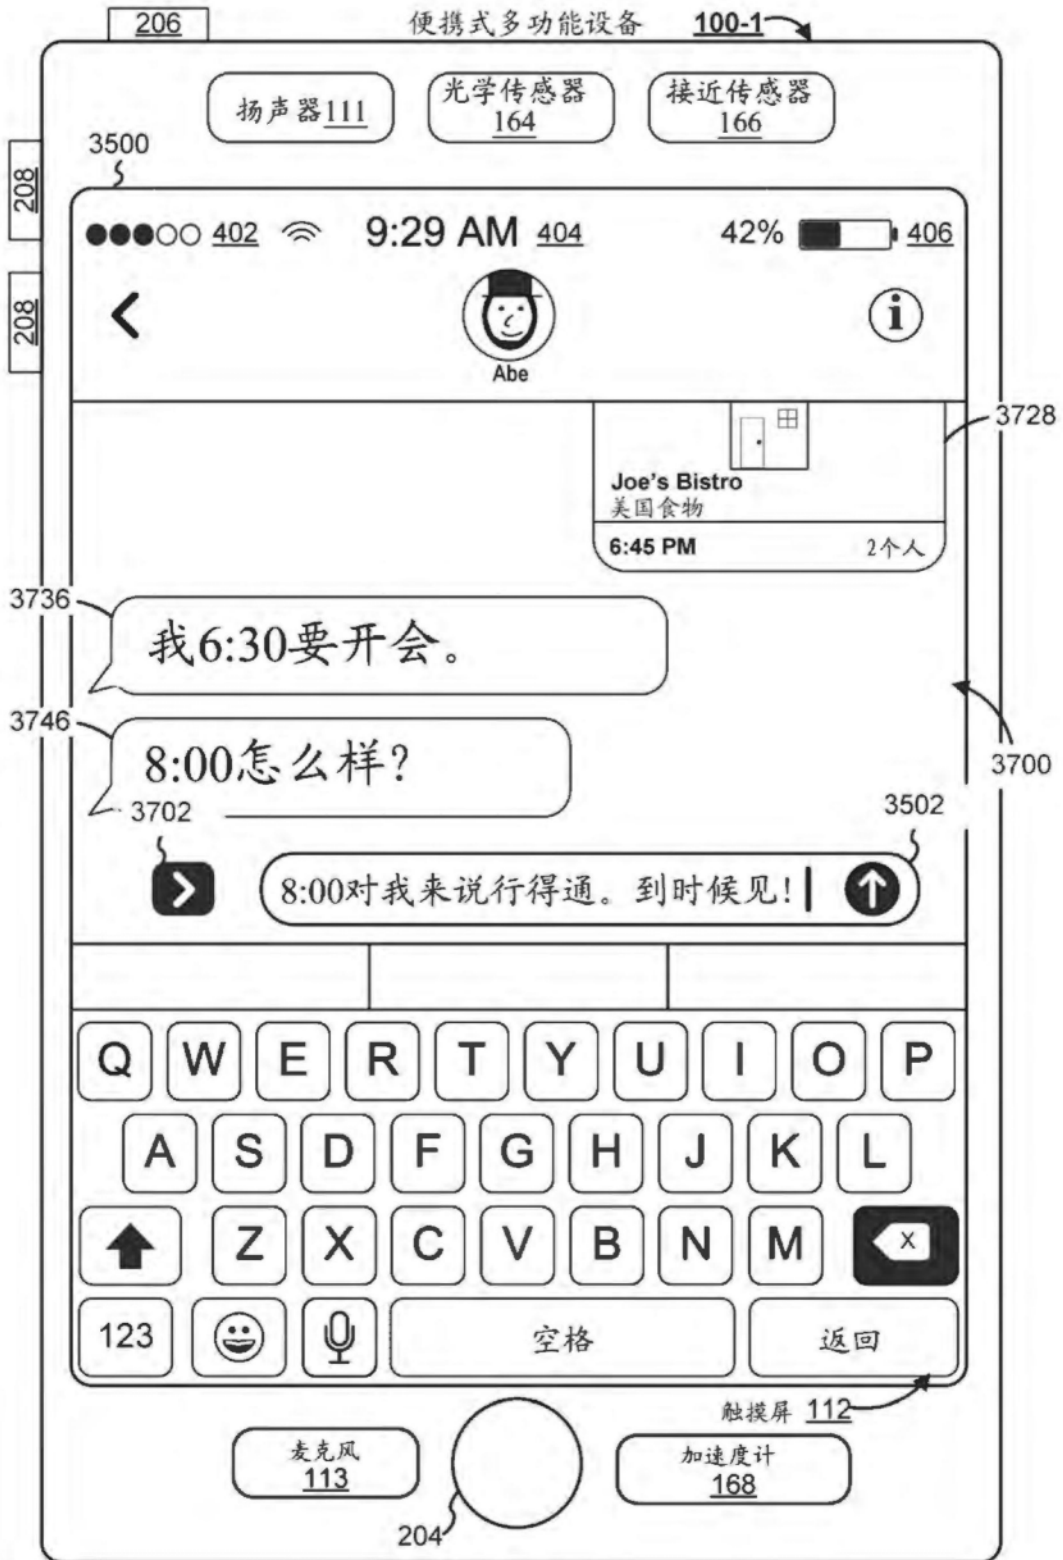 206 便携式多功能设备 100-1
扬声器111
光学传感器
164
接近传感器
166
3500
208
402 9:29 AM 404 42% 406
208
i
Abe
3728
Joe's Bistro
美国食物
6:45 PM 2个人
3736
我6:30要开会。
3746
8:00怎么样?
3700
3702
3502
8:00对我来说行得通。到时候见!
Q W E R T Y U I O P
A S D F G H J K L
Z X C V B N M X
123 空格 返回
触摸屏 112
麦克风
113
加速度计
168
204